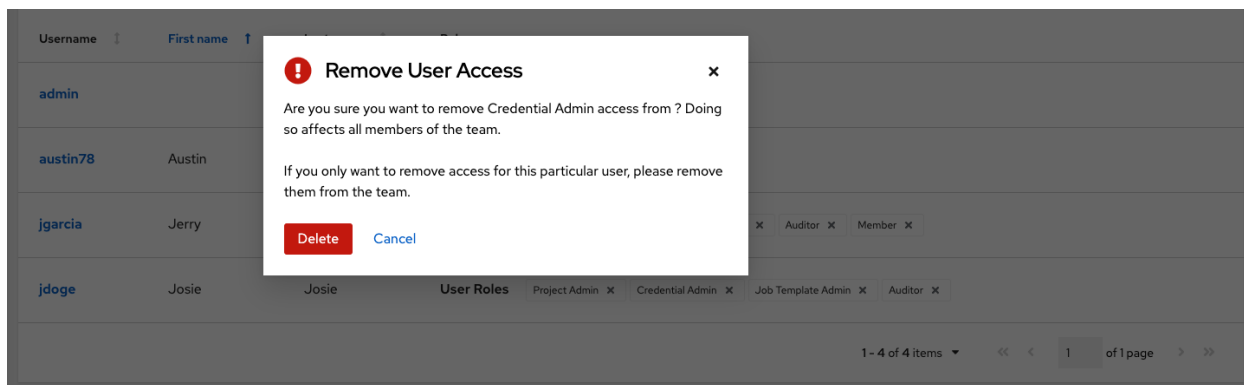 Username First name
Remove User Access
Are you sure you want to remove Credential Admin access from ? Doing
so affects all members of the team.
If you only want to remove access for this particular user, please remove
them from the team.
Delete Cancel
admin
austin78 Austin
jgarcia Jerry Auditor Member
jdoge Josie Josie User Roles Project Admin Credential Admin Job Template Admin Auditor
1 - 4 of 4 items 1 of 1 page